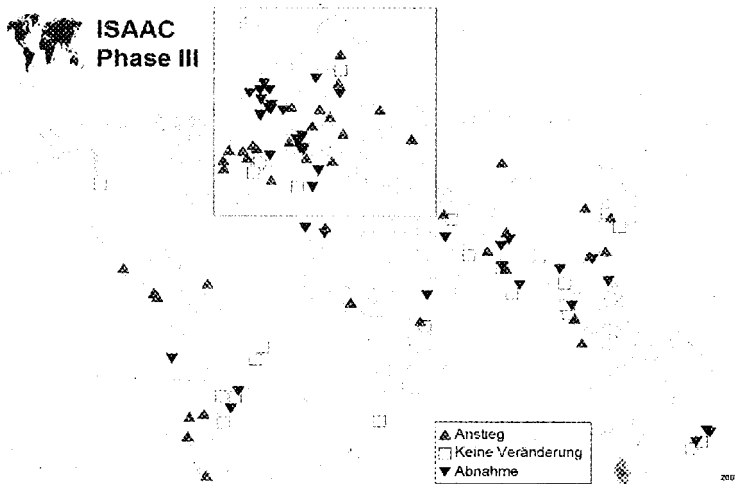 ISAAC
Phase III
Anstieg
Keine Veränderung
Abnahme